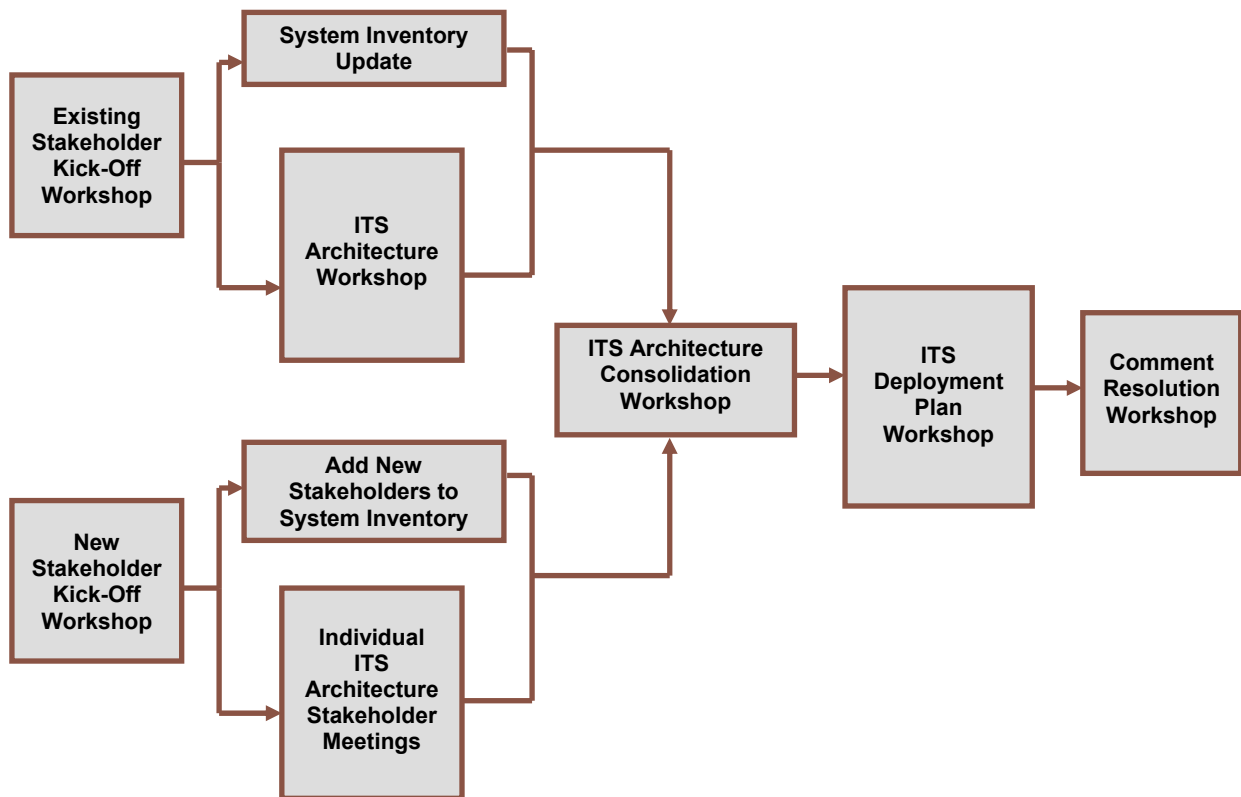 System Inventory
Update
Existing
Stakeholder
Kick-Off
Workshop
ITS
Architecture
Workshop
ITS Architecture
Consolidation
Workshop
ITS
Deployment
Plan
Workshop
Comment
Resolution
Workshop
Add New
Stakeholders to
System Inventory
New
Stakeholder
Kick-Off
Workshop
Individual
ITS
Architecture
Stakeholder
Meetings